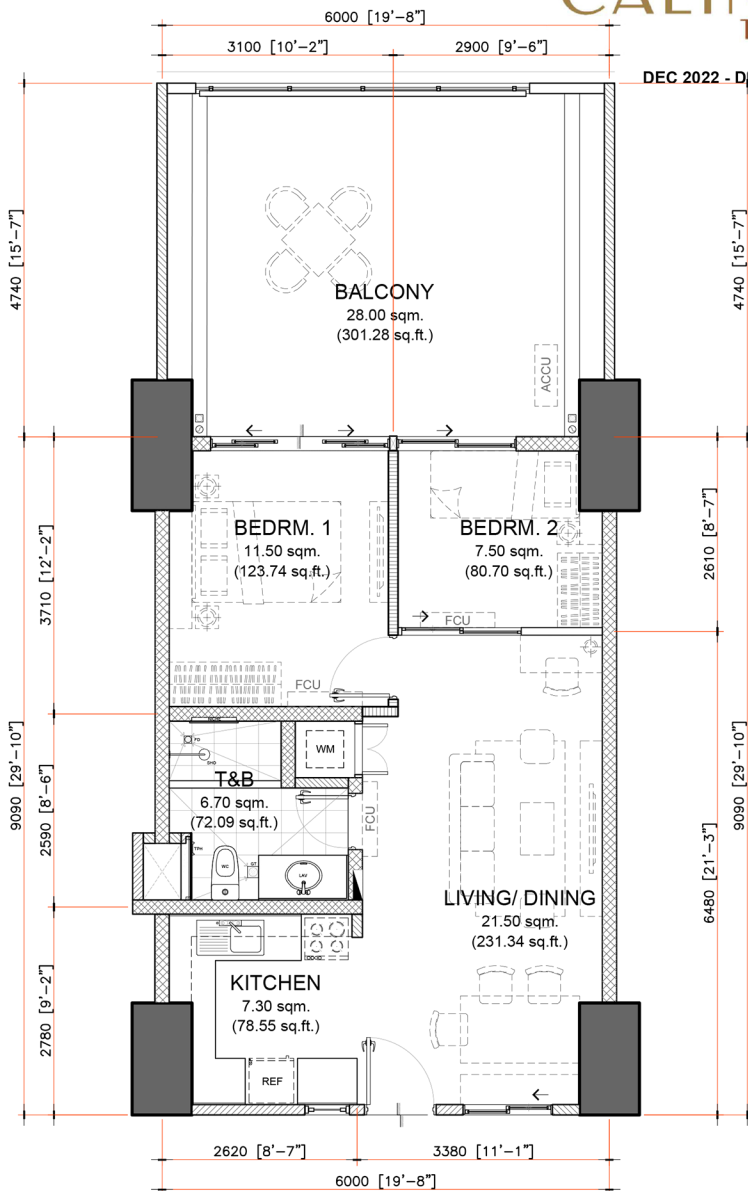 6000 [19'-8"]
3100 [10'-2"]
2900 [9'-6"]
DEC 2022 - D
4740 [15'-7"]
4740 [15'-7"]
BALCONY
28.00 sqm.
(301.28 sq.ft.)
ACCU
BEDRM. 1
11.50 sqm.
(123.74 sq.ft.)
BEDRM. 2
7.50 sqm.
(80.70 sq.ft.)
3710 [12'-2"]
2610 [8'-7"]
FCU
FCU
WM
FD
SHO
T&B
6.70 sqm.
(72.09 sq.ft.)
FCU
TPH
WC
LAV
9090 [29'-10"]
2590 [8'-6"]
9090 [29'-10"]
6480 [21'-3"]
LIVING/ DINING
21.50 sqm.
(231.34 sq.ft.)
KITCHEN
7.30 sqm.
(78.55 sq.ft.)
2780 [9'-2"]
REF
2620 [8'-7"]
3380 [11'-1"]
6000 [19'-8"]